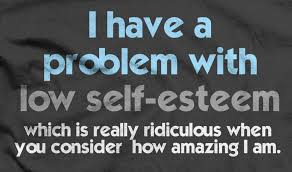 I have a
problem with
low self-esteem
which is really ridiculous when
you consider how amazing I am.